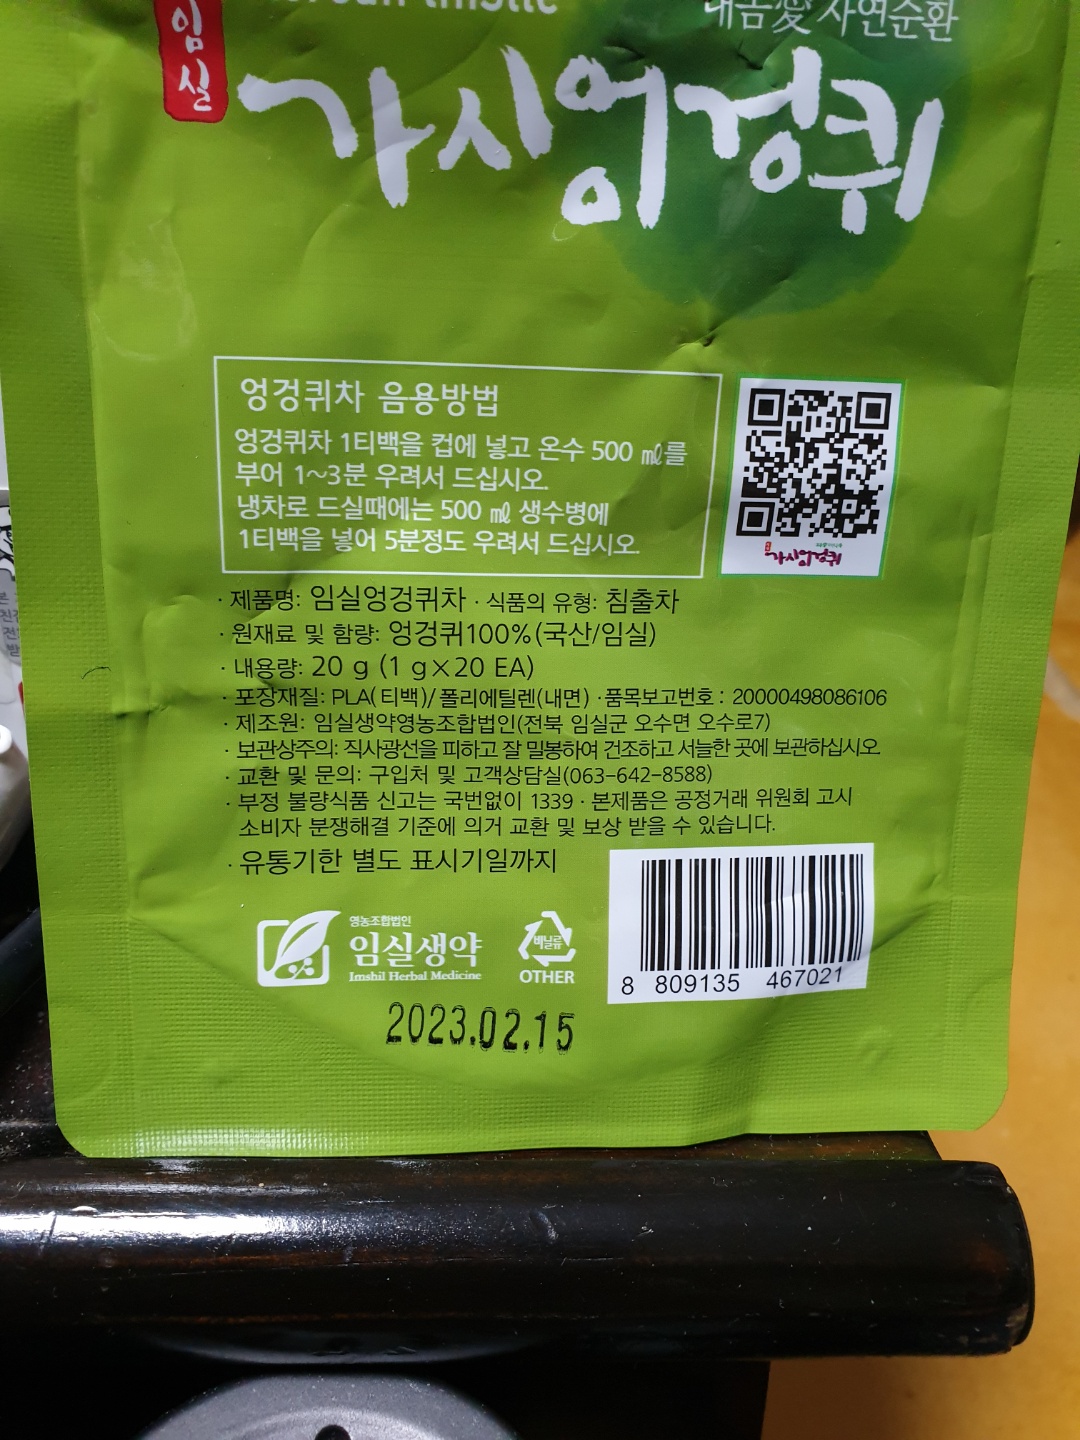 임실
내몸愛 자연순환
가시엉겅퀴
엉겅퀴차 음용방법
엉겅퀴차 1티백을 컵에 넣고 온수 500 ㎖를
부어 1~3분 우려서 드십시오.
냉차로 드실때에는 500 ㎖ 생수병에
1티백을 넣어 5분정도 우려서 드십시오.
가시엉겅퀴
· 제품명: 임실엉겅퀴차 · 식품의 유형: 침출차
· 원재료 및 함량: 엉겅퀴100%(국산/임실)
· 내용량: 20 g (1 g×20 EA)
· 포장재질: PLA(티백)/폴리에틸렌(내면) ·품목보고번호 : 20000498086106
· 제조원: 임실생약영농조합법인(전북 임실군 오수면 오수로7)
· 보관상주의: 직사광선을 피하고 잘 밀봉하여 건조하고 서늘한 곳에 보관하십시오.
· 교환 및 문의: 구입처 및 고객상담실(063-642-8588)
· 부정 불량식품 신고는 국번없이 1339 · 본제품은 공정거래 위원회 고시
소비자 분쟁해결 기준에 의거 교환 및 보상 받을 수 있습니다.
· 유통기한 별도 표시기일까지
영농조합법인
임실생약
Imshil Herbal Medicine
비닐류
OTHER
8 809135 467021
2023.02.15